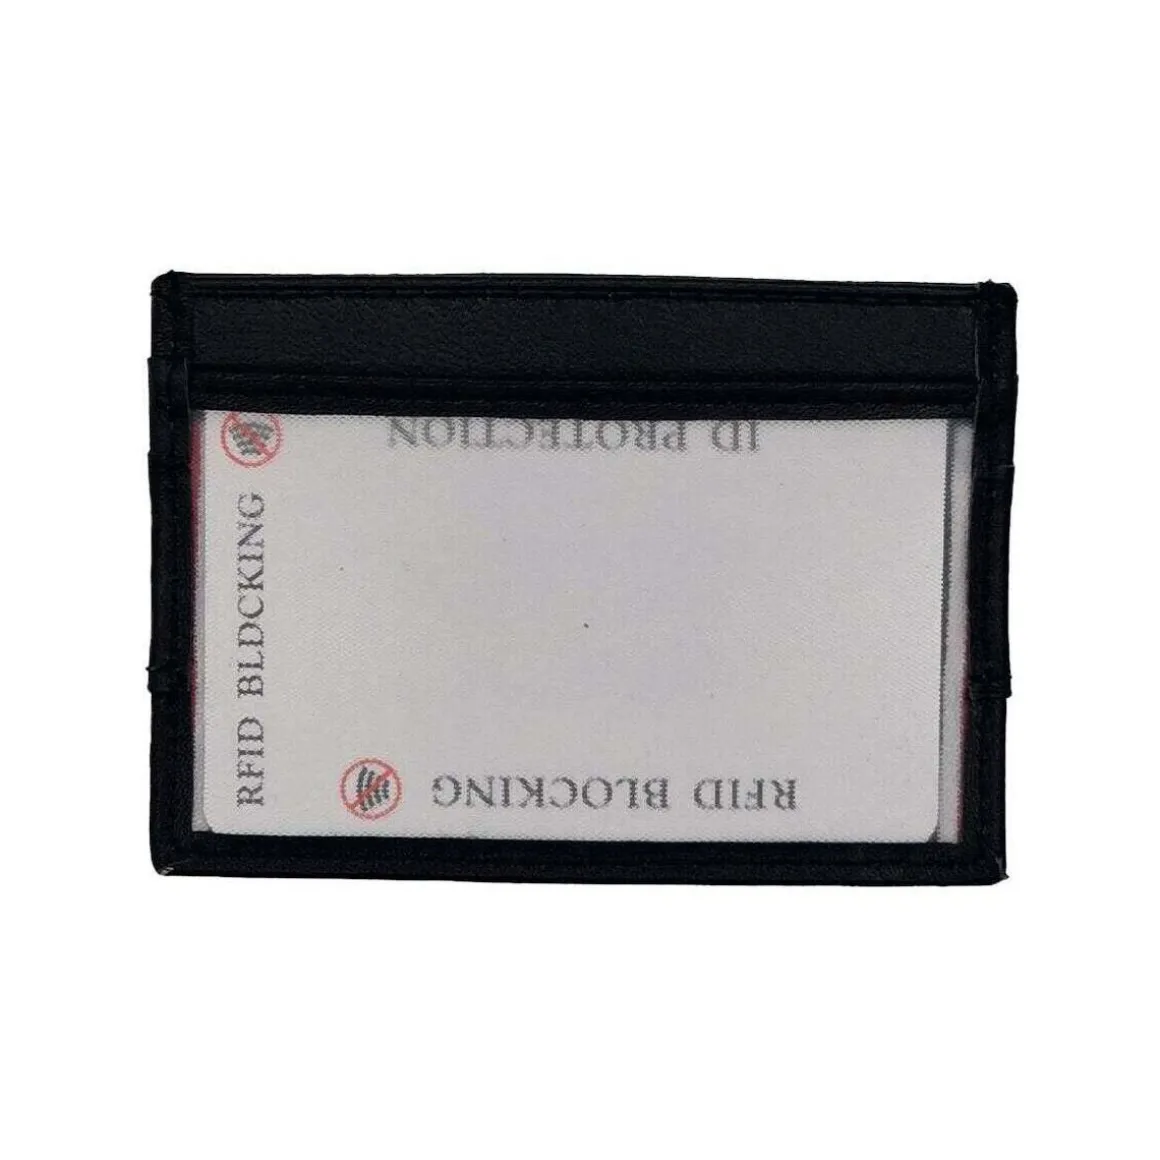 ID PROTECTION
RFID BLDCKING
RFID BLOCKING